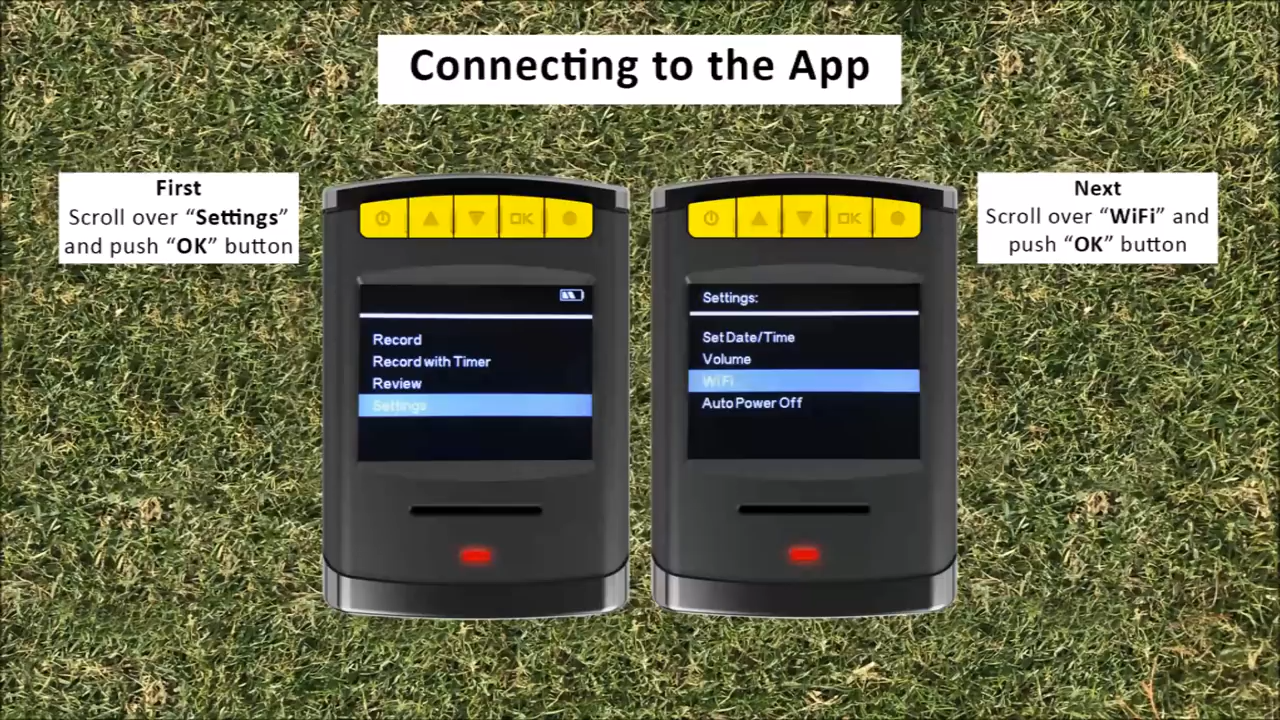 Connecting to the App
First
Scroll over “Settings”
and push “OK” button
Next
Scroll over “WiFi” and
push “OK” button
OK
OK
Record
Record with Timer
Review
Settings
Settings:
Set Date/Time
Volume
WiFi
Auto Power Off